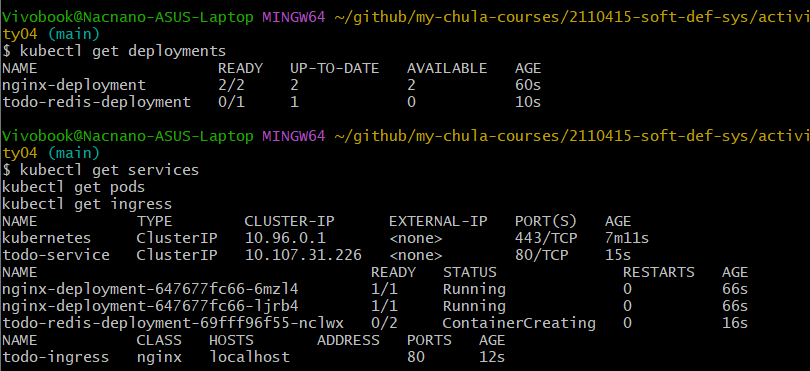 Vivobook@Nacnano-ASUS-Laptop MINGW64 ~/github/my-chula-courses/2110415-soft-def-sys/activi
ty04 (main)
$ kubectl get deployments
NAME                    READY   UP-TO-DATE   AVAILABLE   AGE
nginx-deployment        2/2     2            2           60s
todo-redis-deployment   0/1     1            0           10s
Vivobook@Nacnano-ASUS-Laptop MINGW64 ~/github/my-chula-courses/2110415-soft-def-sys/activi
ty04 (main)
$ kubectl get services
kubectl get pods
kubectl get ingress
NAME           TYPE        CLUSTER-IP      EXTERNAL-IP   PORT(S)   AGE
kubernetes     ClusterIP   10.96.0.1       <none>        443/TCP   7m11s
todo-service   ClusterIP   10.107.31.226   <none>        80/TCP    15s
NAME                                     READY   STATUS              RESTARTS   AGE
nginx-deployment-647677fc66-6mzl4        1/1     Running             0          66s
nginx-deployment-647677fc66-ljrb4        1/1     Running             0          66s
todo-redis-deployment-69fff96f55-nclwx   0/2     ContainerCreating   0          16s
NAME           CLASS   HOSTS       ADDRESS   PORTS   AGE
todo-ingress   nginx   localhost             80      12s